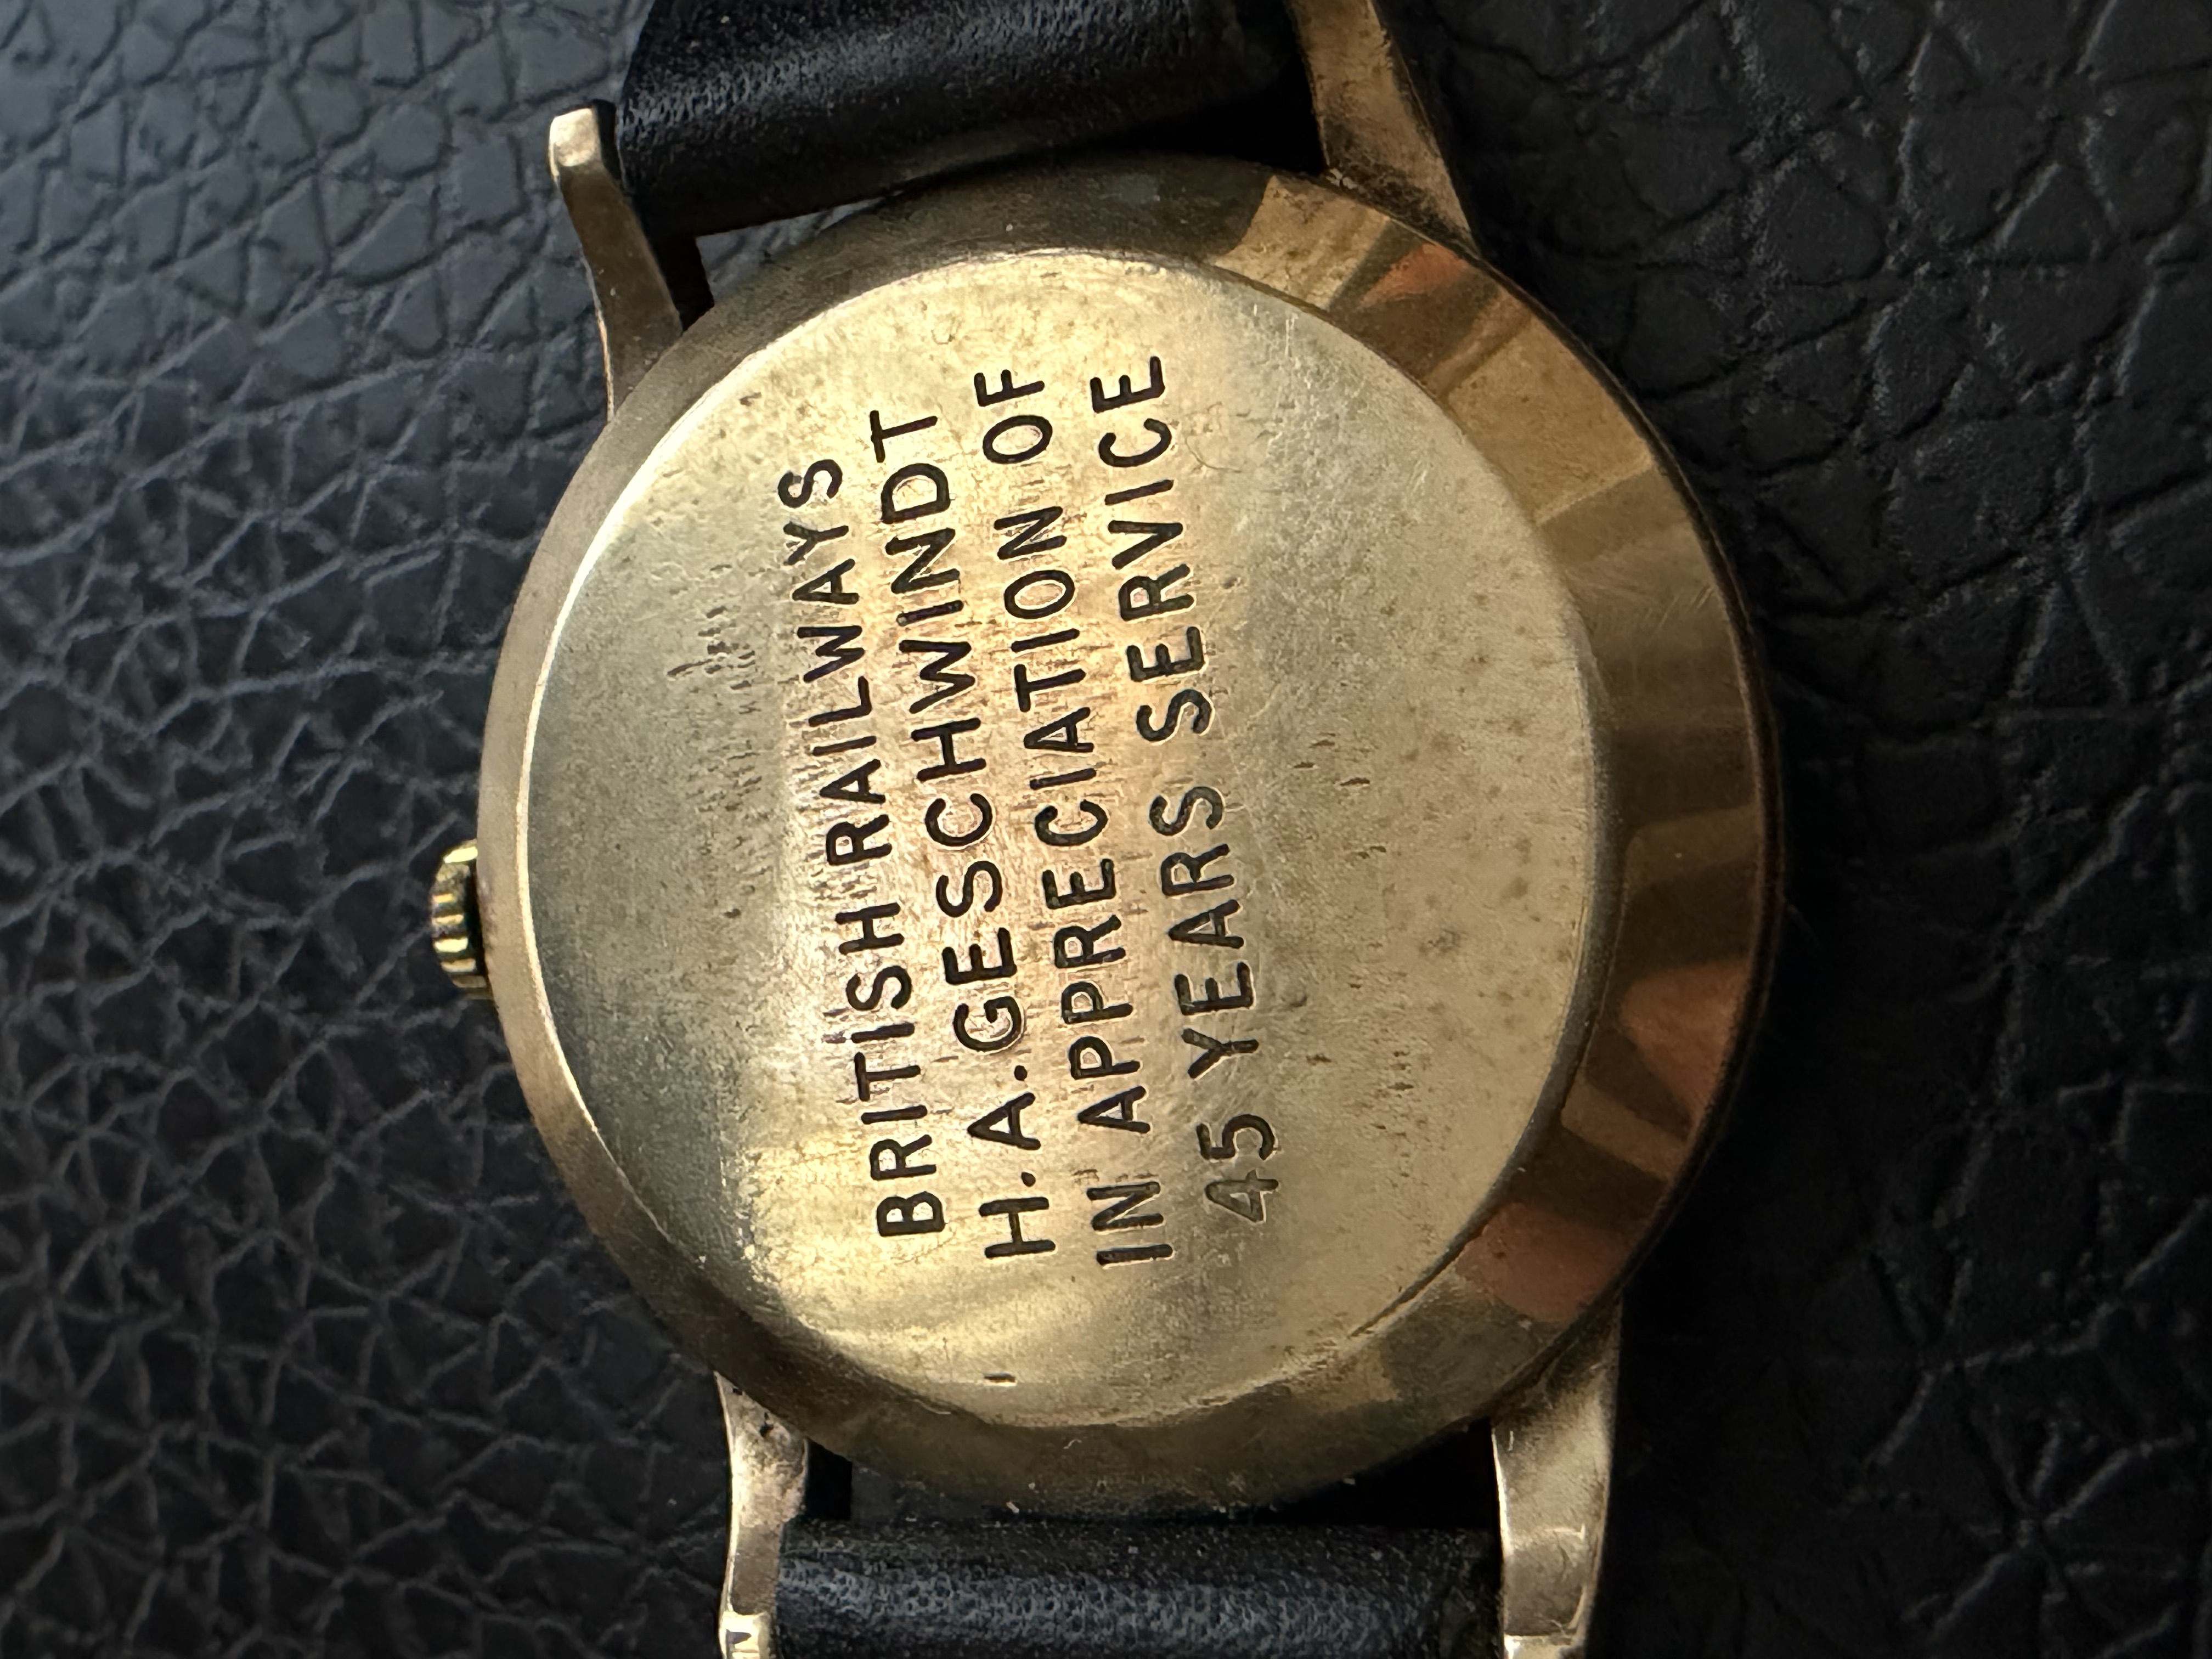 BRITISH RAILWAYS
H.A.GESCHWINDT
IN APPRECIATION OF
45 YEARS SERVICE